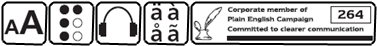 AA
ä à
å ã
Corporate member of
Plain English Campaign
Committed to clearer communication
264